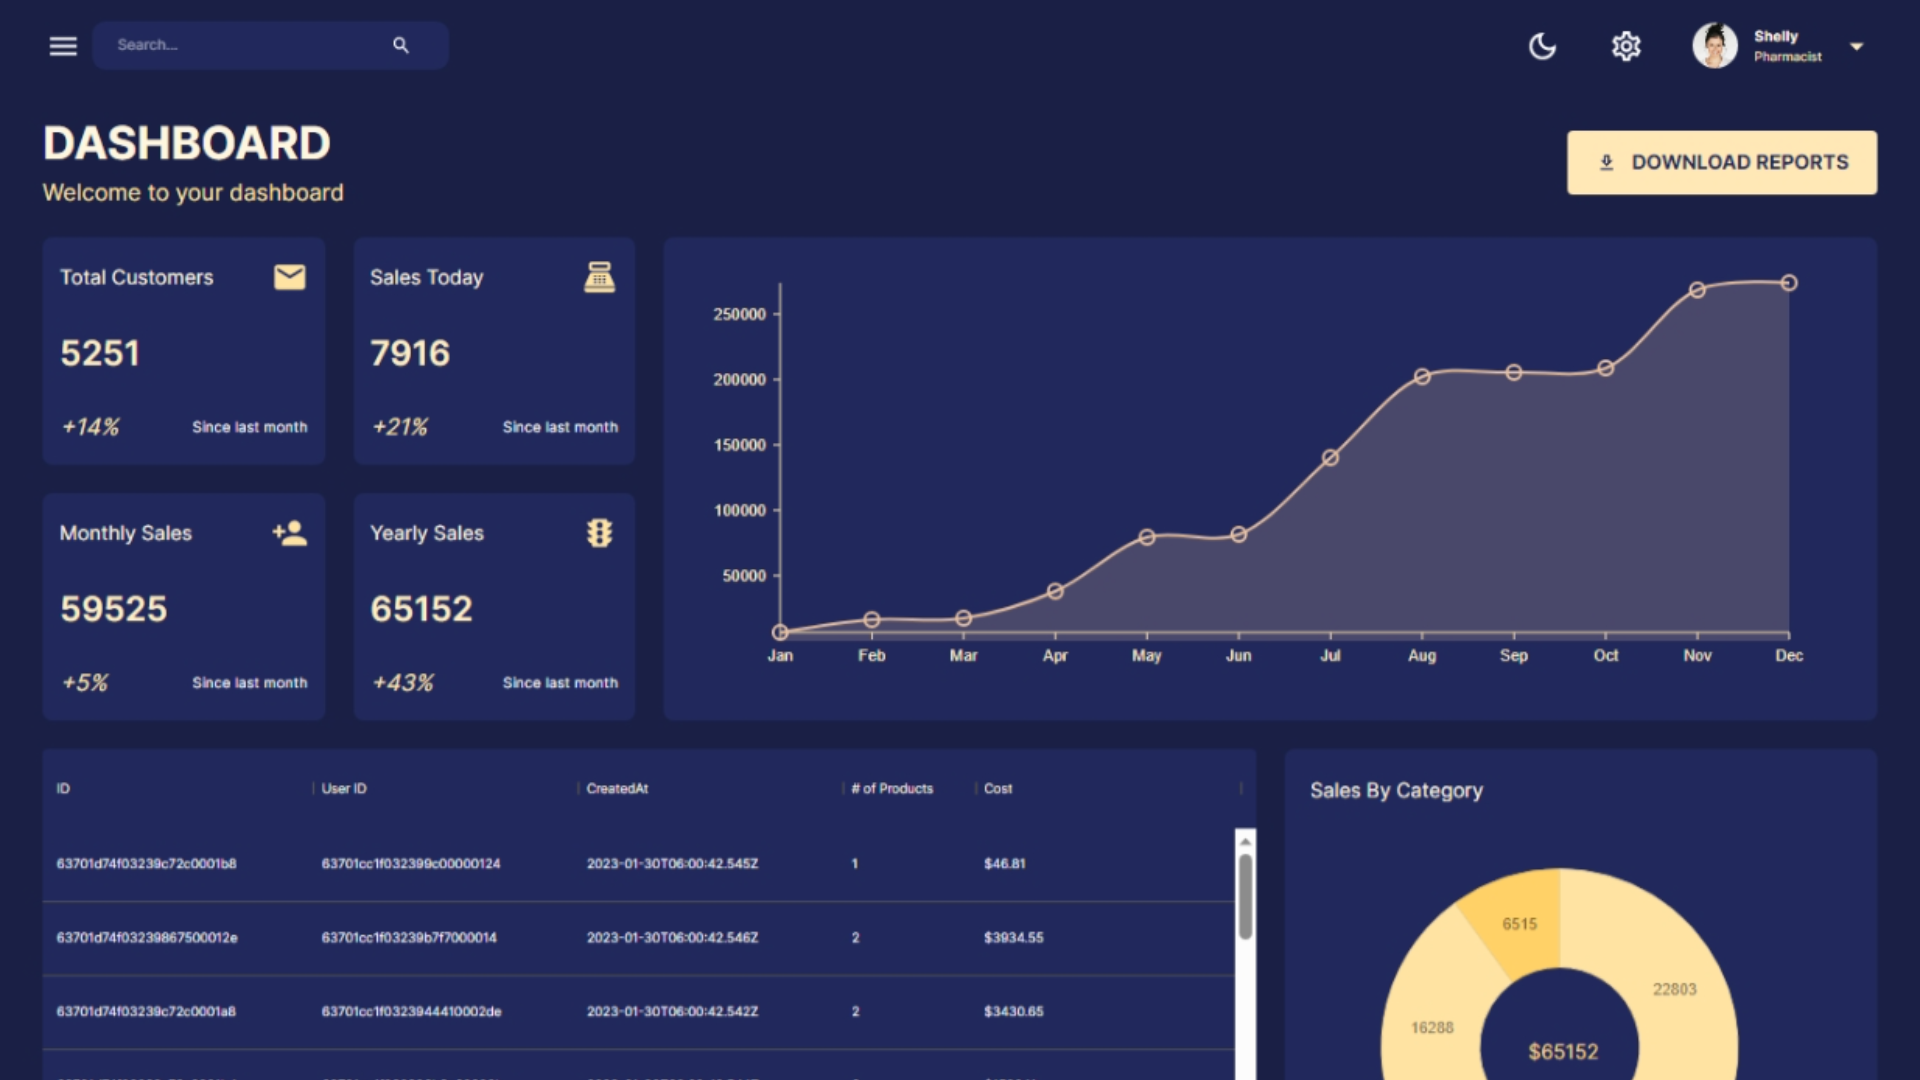 Search...
Shelly
Pharmacist
DASHBOARD
Welcome to your dashboard
DOWNLOAD REPORTS
Total Customers
5251
+14% Since last month
Sales Today
7916
+21% Since last month
Monthly Sales
59525
+5% Since last month
Yearly Sales
65152
+43% Since last month
250000
200000
150000
100000
50000
Jan Feb Mar Apr May Jun Jul Aug Sep Oct Nov Dec
ID User ID CreatedAt # of Products Cost
63701d74f03239c72c0001b8 63701cc1f032399c00000124 2023-01-30T06:00:42.545Z 1 $46.81
63701d74f03239867500012e 63701cc1f03239b7f7000014 2023-01-30T06:00:42.546Z 2 $3934.55
63701d74f03239c72c0001a8 63701cc1f0323944410002de 2023-01-30T06:00:42.542Z 2 $3430.65
Sales By Category
6515
22803
16288
$65152